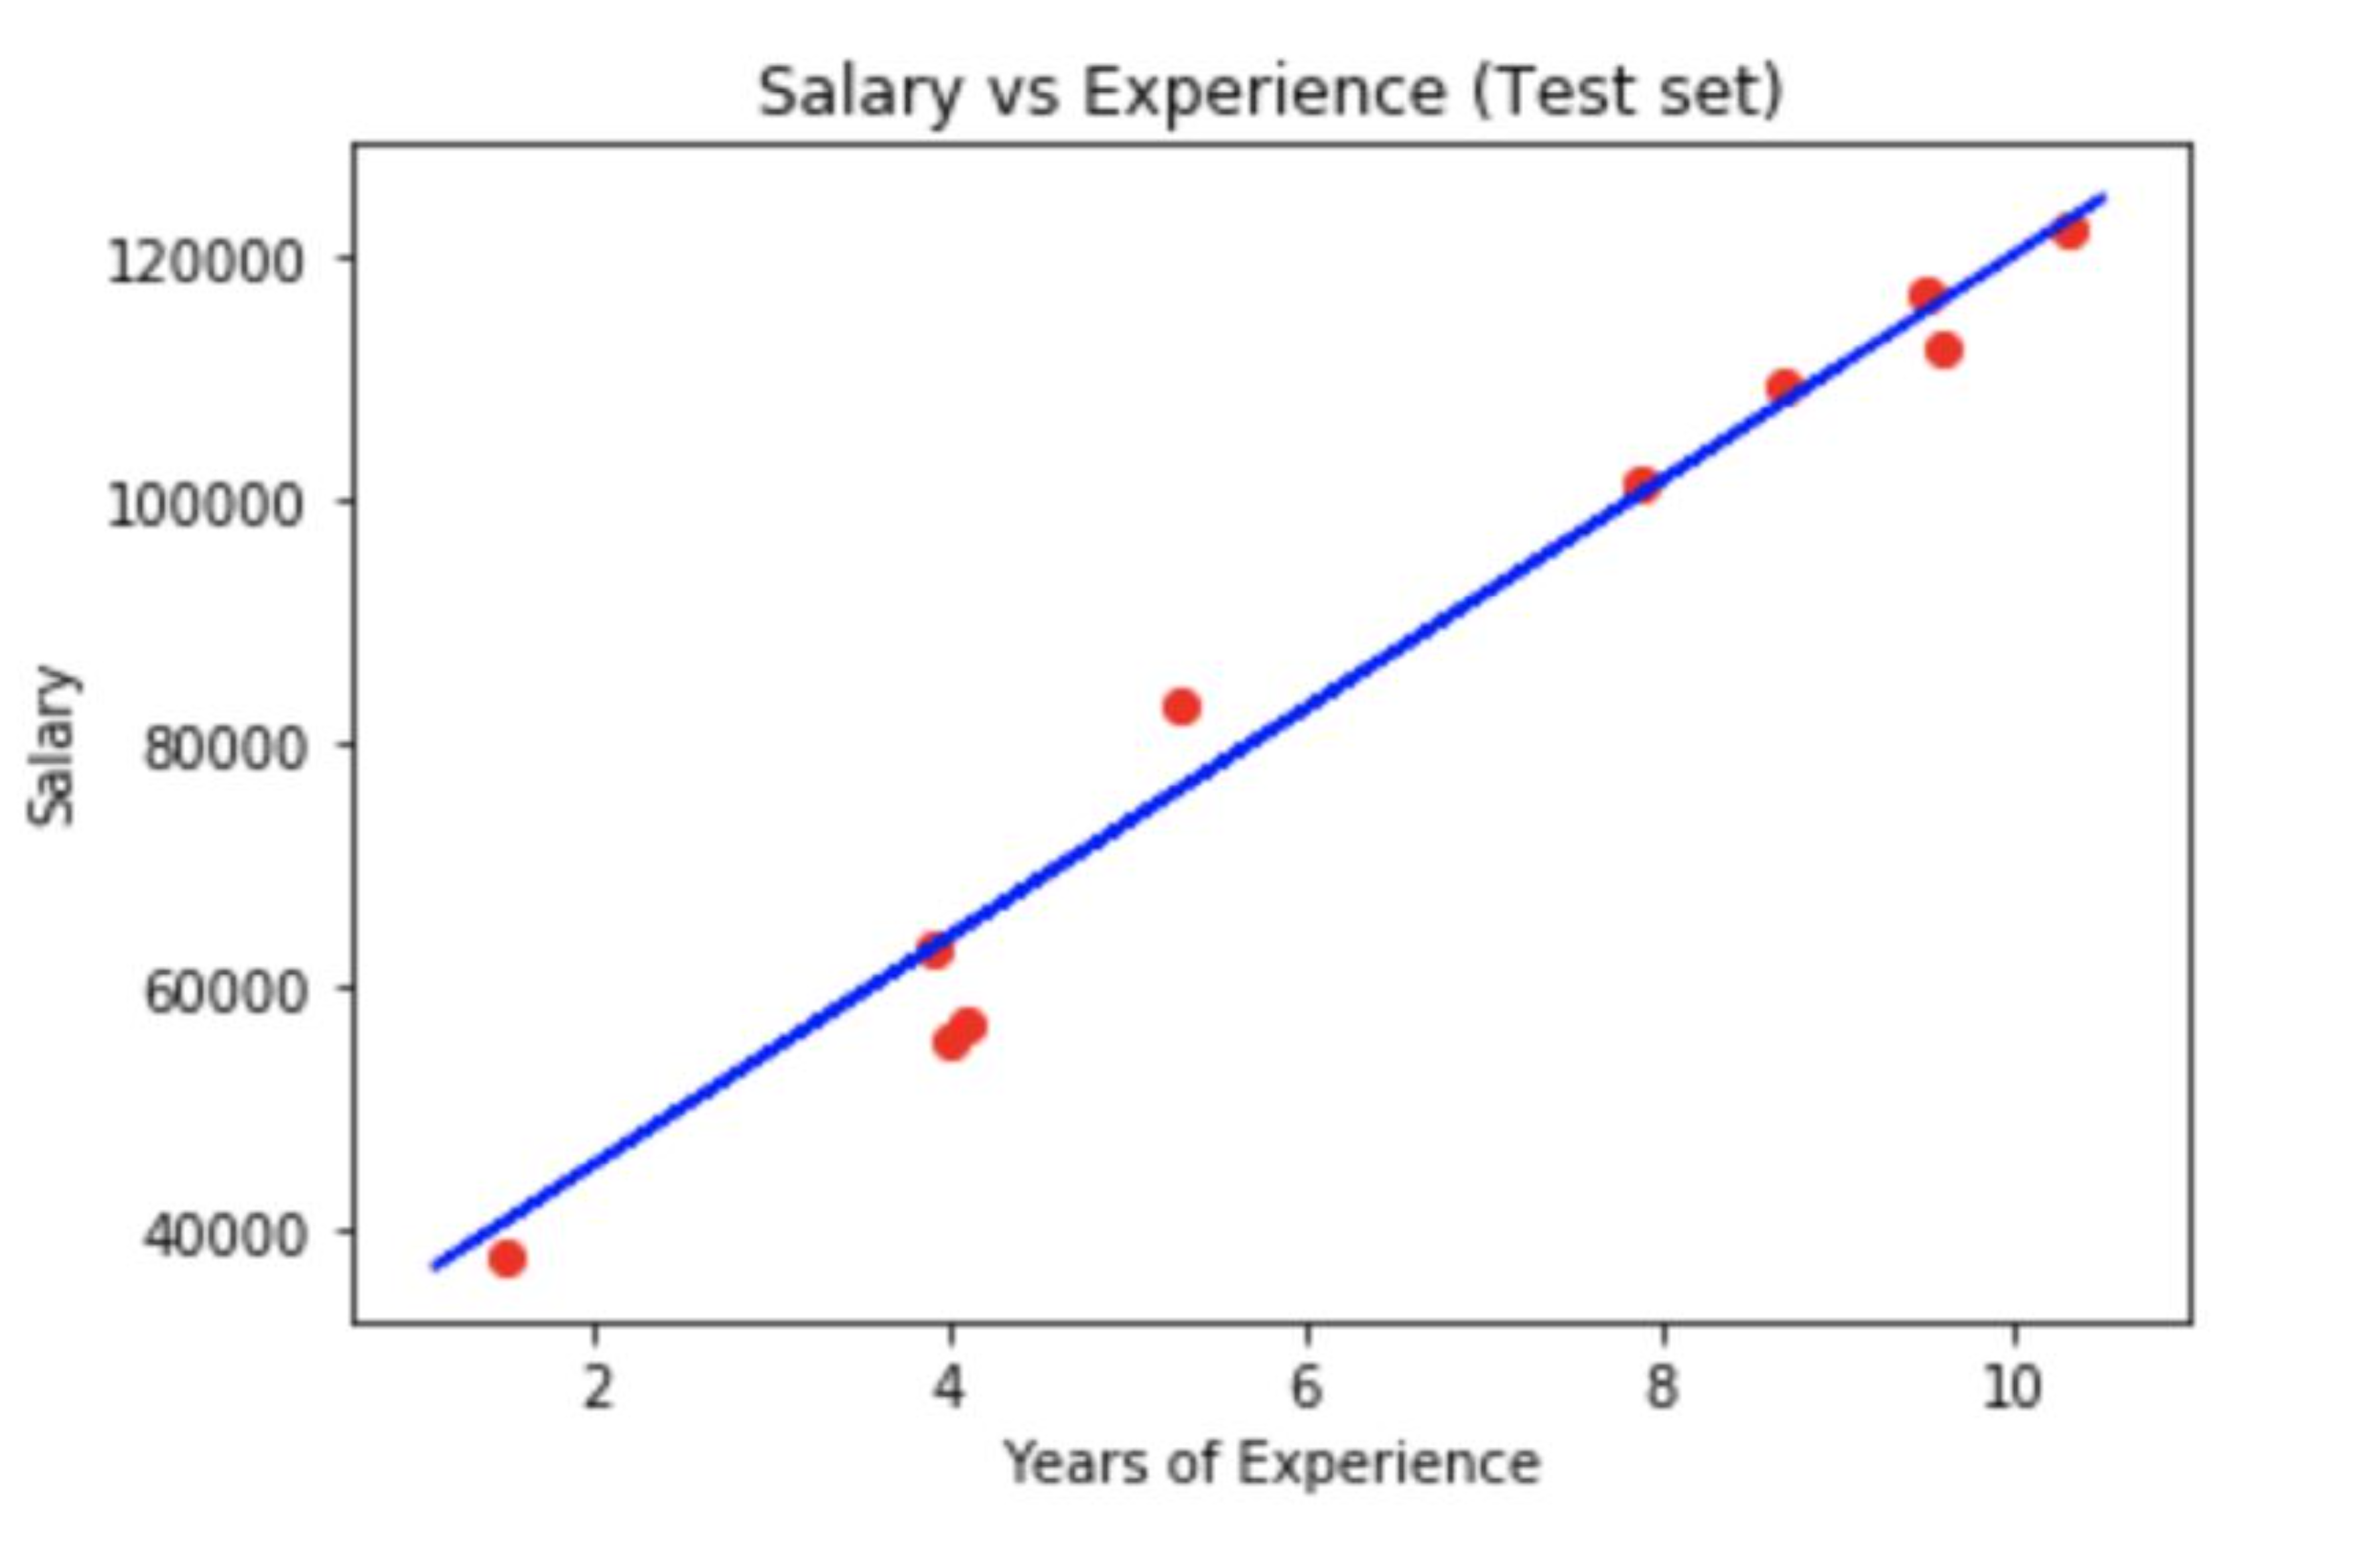 Salary vs Experience (Test set)
120000
100000
80000
60000
40000
Salary
2 4 6 8 10
Years of Experience